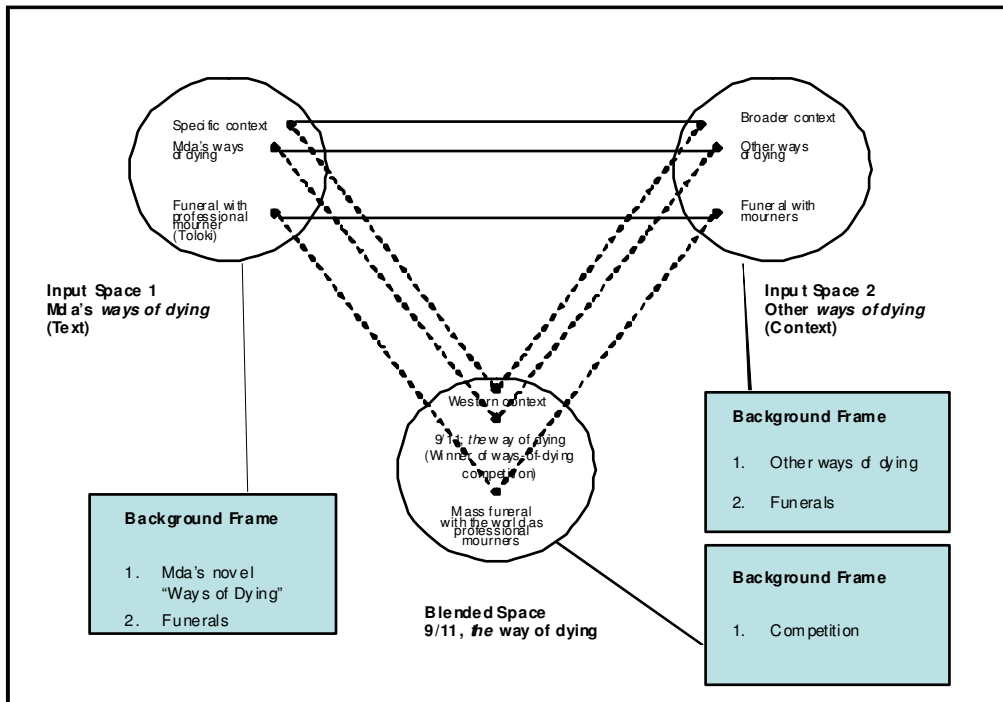 Specific context
Mda's ways
of dying
Funeral with
professional
mourner
(Toloki)
Broader context
Other ways
of dying
Funeral with
mourners
Input Space 1
Mda's ways of dying
(Text)
Input Space 2
Other ways of dying
(Context)
Western context
9/11: the way of dying
(Winner of ways-of-dying
competition)
Mass funeral
with the world as
professional
mourners
Background Frame
1. Other ways of dying
2. Funerals
Background Frame
1. Mda's novel
"Ways of Dying"
2. Funerals
Background Frame
1. Competition
Blended Space
9/11, the way of dying